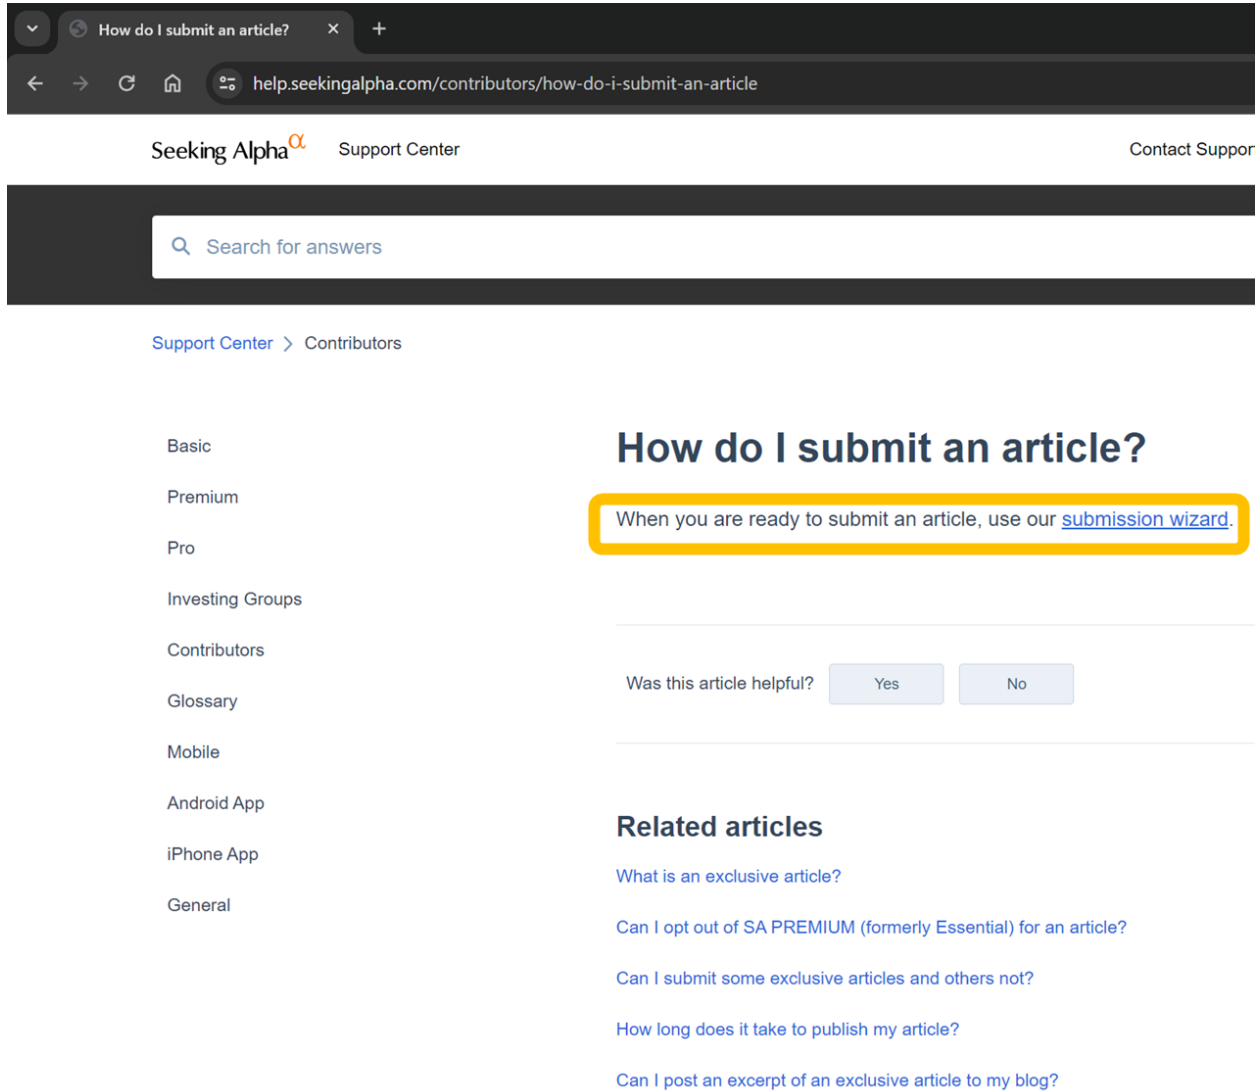 How do I submit an article?
help.seekingalpha.com/contributors/how-do-i-submit-an-article
Seeking Alpha α Support Center Contact Support
Search for answers
Support Center > Contributors
Basic
Premium
Pro
Investing Groups
Contributors
Glossary
Mobile
Android App
iPhone App
General
How do I submit an article?
When you are ready to submit an article, use our submission wizard.
Was this article helpful? Yes No
Related articles
What is an exclusive article?
Can I opt out of SA PREMIUM (formerly Essential) for an article?
Can I submit some exclusive articles and others not?
How long does it take to publish my article?
Can I post an excerpt of an exclusive article to my blog?